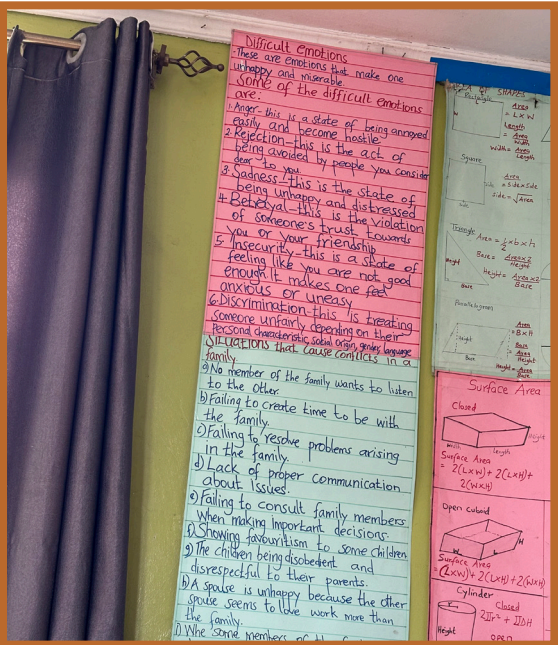 Difficult emotions
-These are emotions that make one
unhappy and miserable.
Some of the difficult emotions
are:
1. Anger-this is a state of being annoyed
easily and become hostile
2. Rejection-this is the act of
being avoided by people you consider
dear to you.
3. Sadness-this is the state of
being unhappy and distressed
4. Betrayal-this is the violation
of someone's trust towards
you or your friendship
5. Insecurity-this is a state of
feeling like you are not good
enough It makes one feel
anxious or uneasy
6. Discrimination-this is treating
someone unfairly depending on their
Personal characteristic, social origin, gender, language
Situations that cause conflicts in a
family.
a) No member of the family wants to listen
to the other.
b) Failing to create time to be with
the family.
c) Failing to resolve problems arising
in the family.
d) Lack of proper communication
about issues.
e) Failing to consult family members
when making important decisions.
f) Showing favouritism to some children
g) The children being disobedient and
disrespectful to their parents.
h) A spouse is unhappy because the other
spouse seems to love work more than
the family.
some members of the
SHAPES
Rectangle
Area
= L x W
W
Length
= Area
Width
Width = Area
Length
Square
Area
= Side x Side
Side = √Area
Side
Side
Triangle
Area = 1/2 x b x h
Base = Area x 2
Height
Height = Area x 2
Base
Height
Base
Parallelogram
Area
= B x H
Base
= Area
Height
Height = Area
Base
Height
Base
Surface Area
Closed
Height
Width
Length
Surface Area
= 2(LxW) + 2(LxH) +
2(WxH)
Open cuboid
H
W
L
Surface Area
=(LxW) + 2(LxH) + 2(WxH)
Cylinder
Closed
2πr² + πDH
Height
open